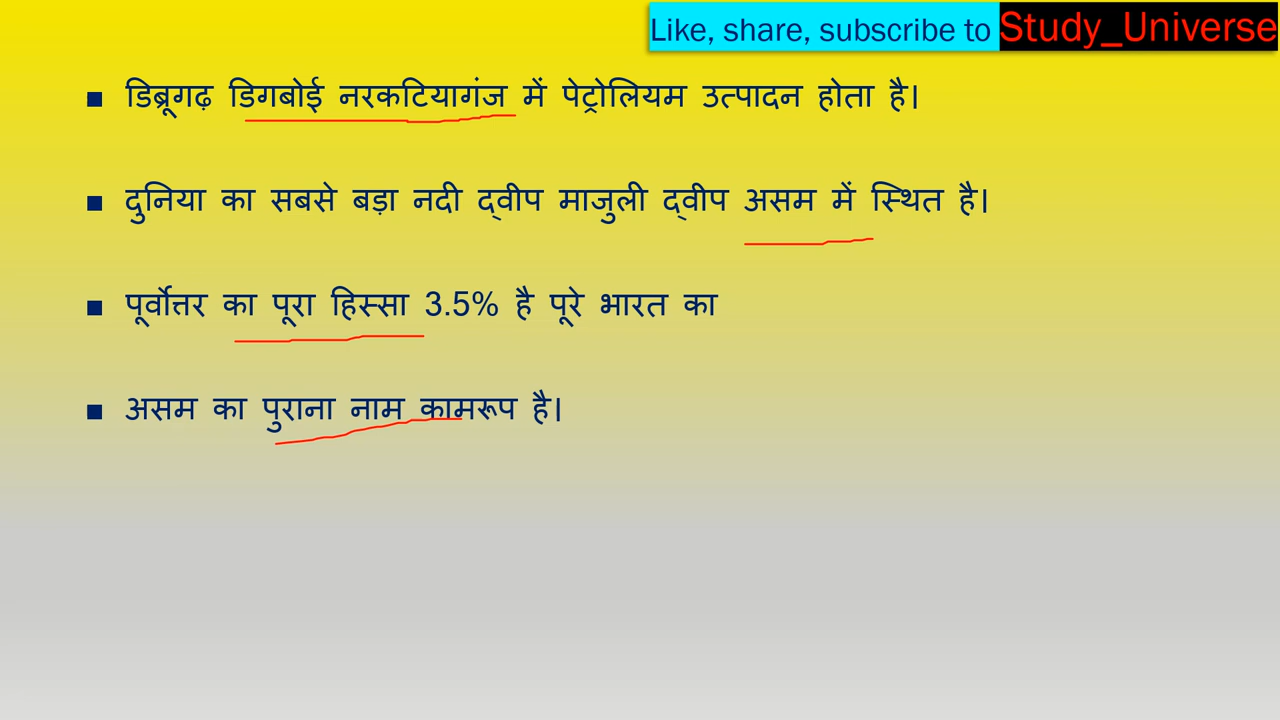 Like, share, subscribe to Study_Universe
▪ डिब्रूगढ़ डिगबोई नरकटियागंज में पेट्रोलियम उत्पादन होता है।
▪ दुनिया का सबसे बड़ा नदी द्वीप माजुली द्वीप असम में स्थित है।
▪ पूर्वोत्तर का पूरा हिस्सा 3.5% है पूरे भारत का
▪ असम का पुराना नाम कामरूप है।